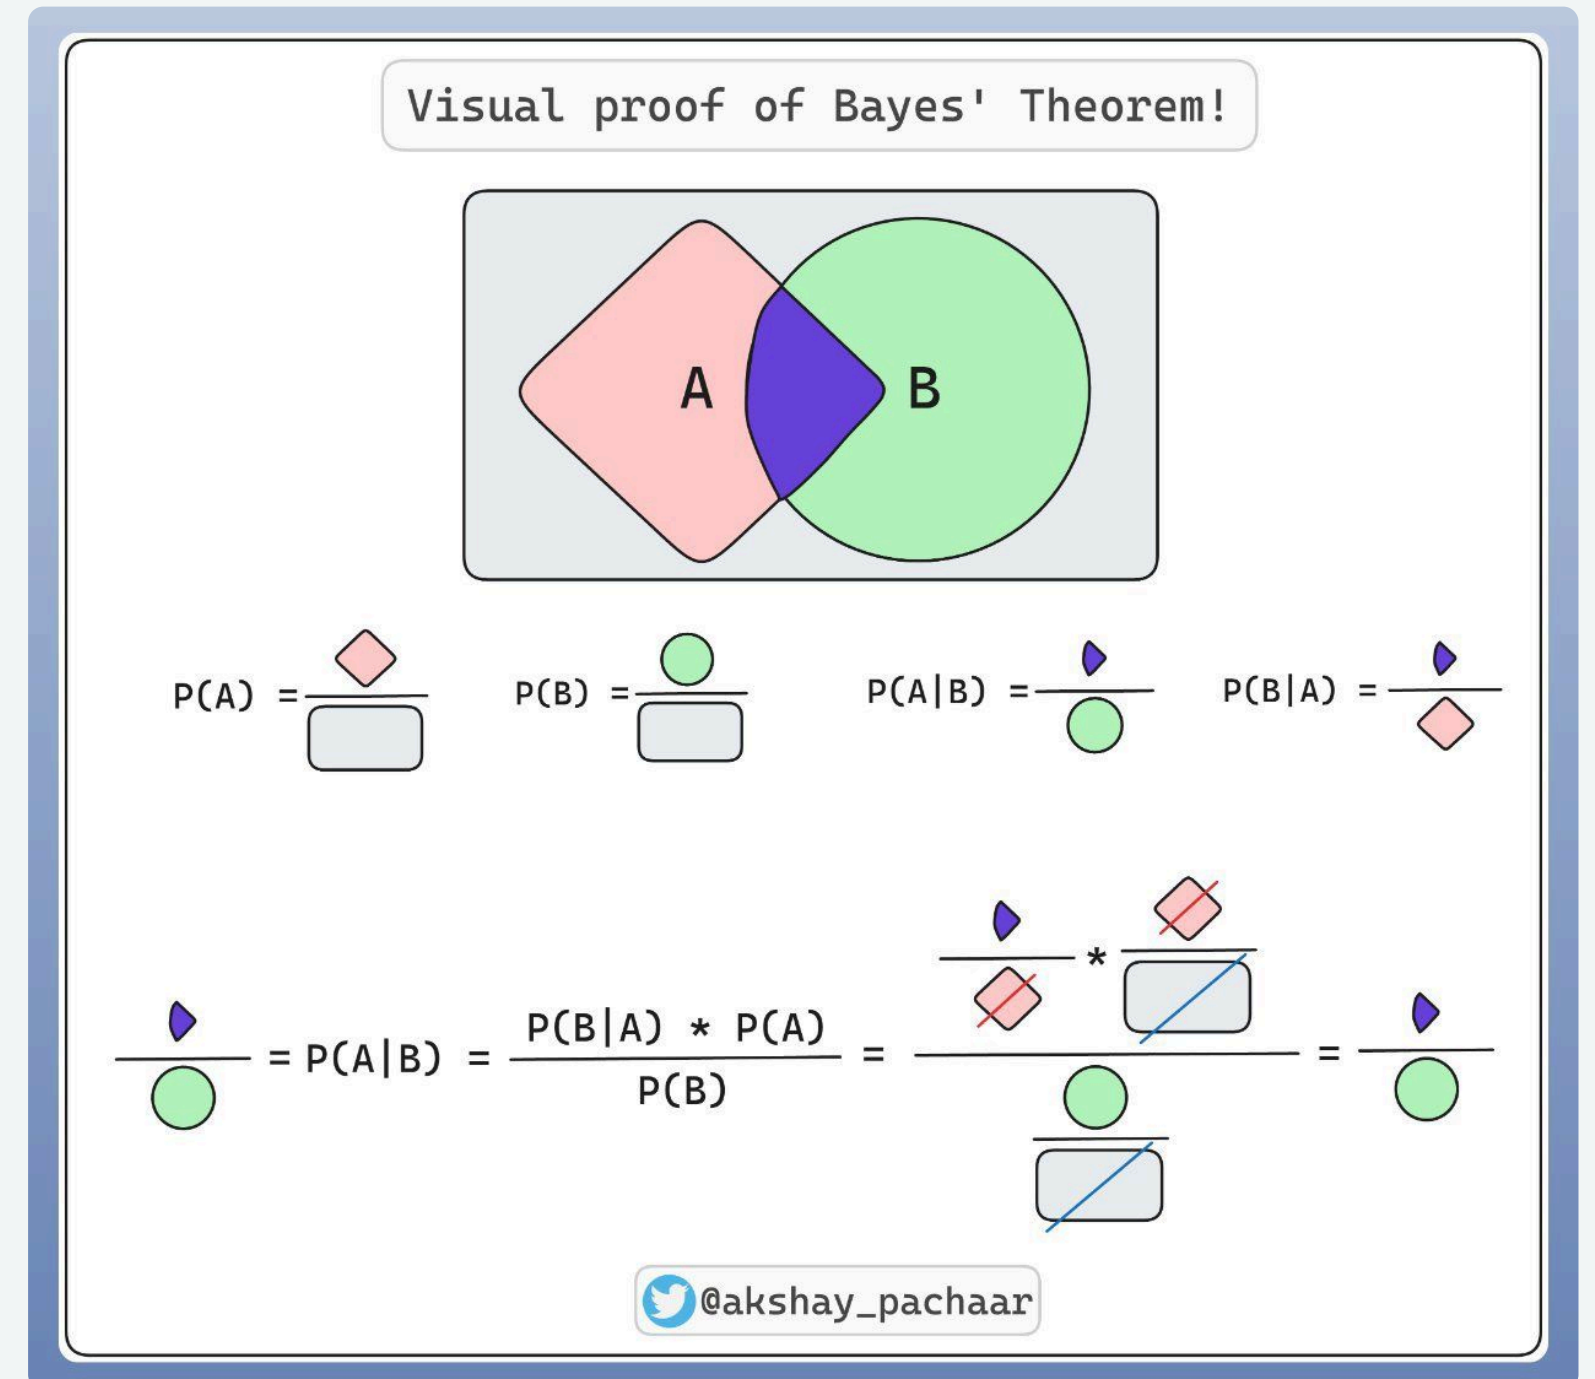 Visual proof of Bayes' Theorem!
A B
P(A) = P(B) = P(A|B) = P(B|A) =
= P(A|B) = P(B|A) * P(A) = * =
P(B)
@akshay_pachaar